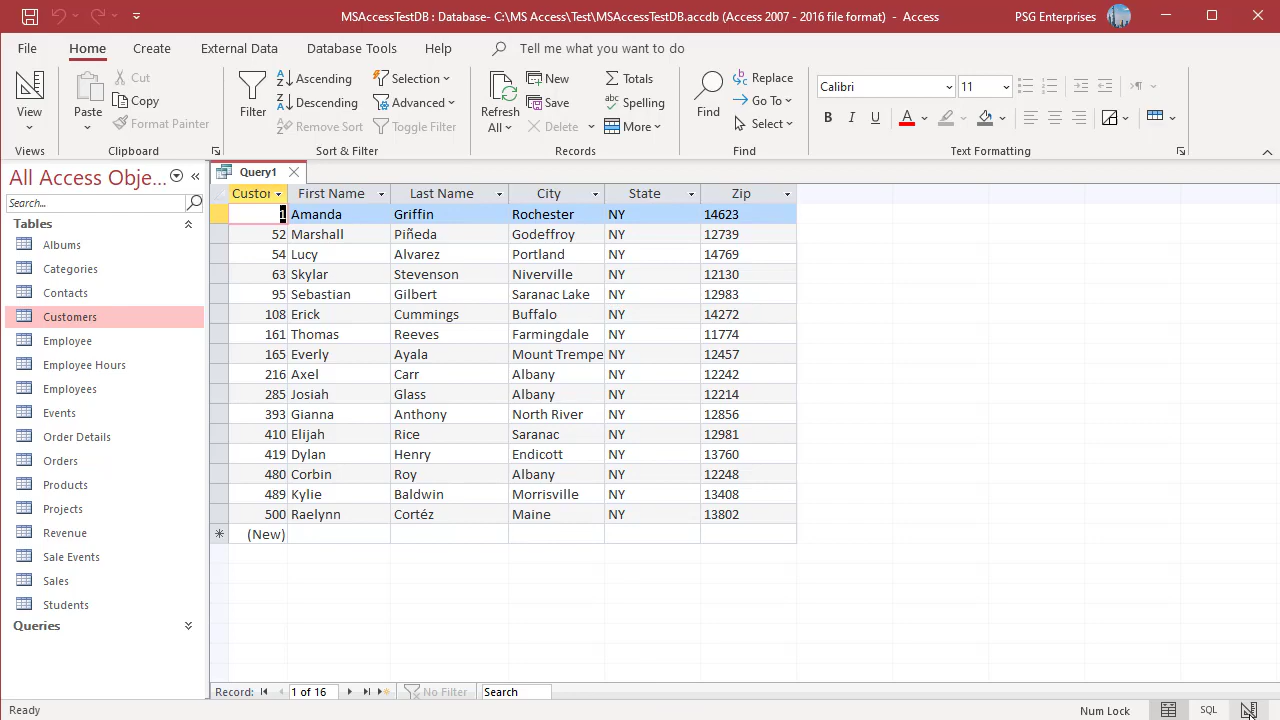 MSAccessTestDB : Database- C:\MS Access\Test\MSAccessTestDB.accdb (Access 2007 - 2016 file format) - Access
PSG Enterprises
File Home Create External Data Database Tools Help Tell me what you want to do
View
Views
Paste
Cut
Copy
Format Painter
Clipboard
Filter
Ascending
Descending
Remove Sort
Selection
Advanced
Toggle Filter
Sort & Filter
Refresh
All
New
Save
Delete
Totals
Spelling
More
Records
Find
Replace
Go To
Select
Find
Calibri 11
B I U
Text Formatting
All Access Obje...
Search...
Tables
Albums
Categories
Contacts
Customers
Employee
Employee Hours
Employees
Events
Order Details
Orders
Products
Projects
Revenue
Sale Events
Sales
Students
Queries
Query1
Custor First Name Last Name City State Zip
1 Amanda Griffin Rochester NY 14623
52 Marshall Piñeda Godeffroy NY 12739
54 Lucy Alvarez Portland NY 14769
63 Skylar Stevenson Niverville NY 12130
95 Sebastian Gilbert Saranac Lake NY 12983
108 Erick Cummings Buffalo NY 14272
161 Thomas Reeves Farmingdale NY 11774
165 Everly Ayala Mount Trempe NY 12457
216 Axel Carr Albany NY 12242
285 Josiah Glass Albany NY 12214
393 Gianna Anthony North River NY 12856
410 Elijah Rice Saranac NY 12981
419 Dylan Henry Endicott NY 13760
480 Corbin Roy Albany NY 12248
489 Kylie Baldwin Morrisville NY 13408
500 Raelynn Cortéz Maine NY 13802
(New)
Record: 1 of 16 No Filter Search
Ready
Num Lock
SQL